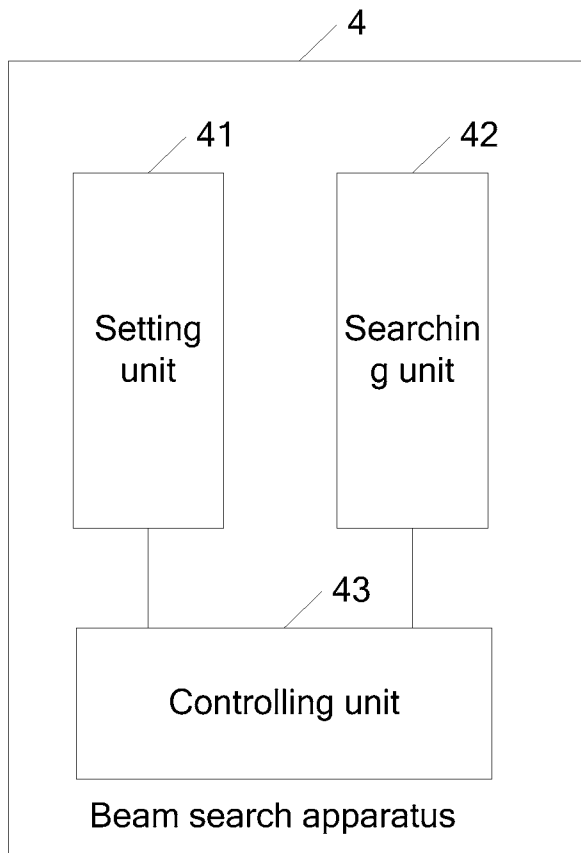 4
41
42
Setting
unit
Searchin
g unit
43
Controlling unit
Beam search apparatus